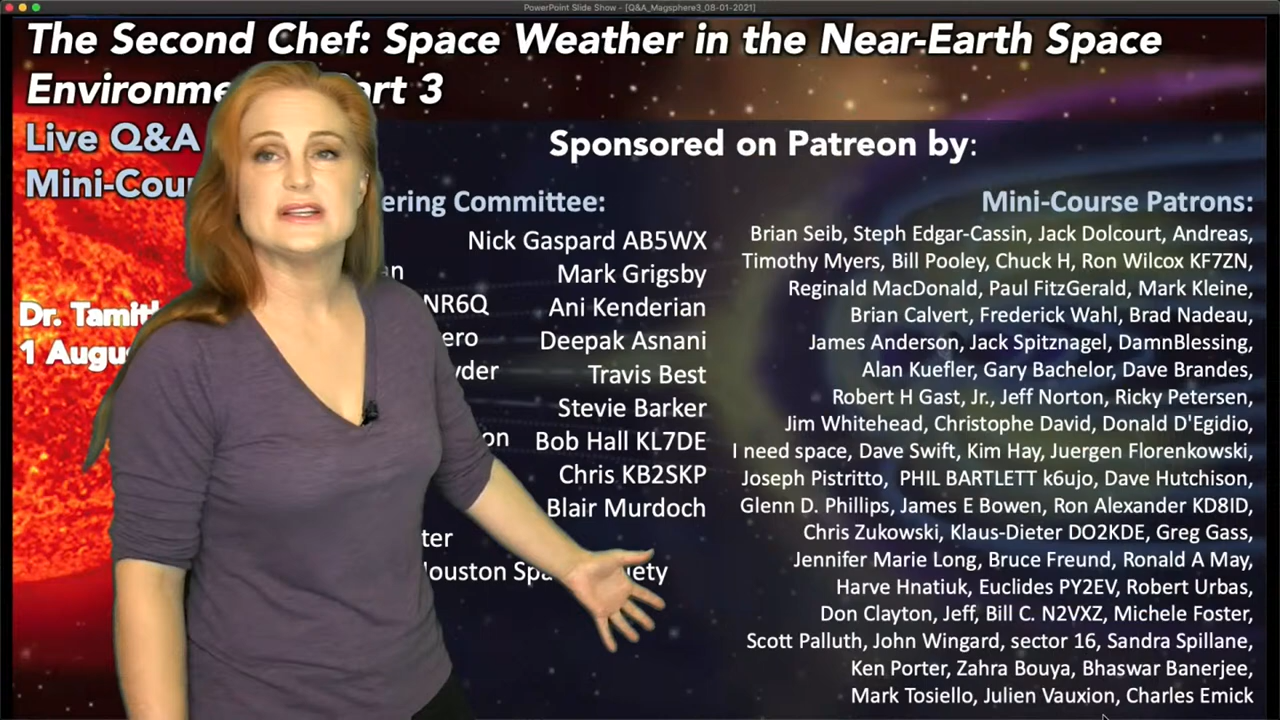 PowerPoint Slide Show - [Q&A_Magsphere3_08-01-2021]
The Second Chef: Space Weather in the Near-Earth Space
Part 3
Live Q&A
Sponsored on Patreon by:
Committee:
Nick Gaspard AB5WX
Mark Grigsby
NR6Q Ani Kenderian
Deepak Asnani
Travis Best
Stevie Barker
Bob Hall KL7DE
Chris KB2SKP
Blair Murdoch
Dr.
1
Mini-Course Patrons:
Brian Seib, Steph Edgar-Cassin, Jack Dolcourt, Andreas,
Timothy Myers, Bill Pooley, Chuck H, Ron Wilcox KF7ZN,
Reginald MacDonald, Paul FitzGerald, Mark Kleine,
Brian Calvert, Frederick Wahl, Brad Nadeau,
James Anderson, Jack Spitznagel, DamnBlessing,
Alan Kuefler, Gary Bachelor, Dave Brandes,
Robert H Gast, Jr., Jeff Norton, Ricky Petersen,
Jim Whitehead, Christophe David, Donald D'Egidio,
I need space, Dave Swift, Kim Hay, Juergen Florenkowski,
Joseph Pistritto, PHIL BARTLETT k6ujo, Dave Hutchison,
Glenn D. Phillips, James E Bowen, Ron Alexander KD8ID,
Chris Zukowski, Klaus-Dieter DO2KDE, Greg Gass,
Jennifer Marie Long, Bruce Freund, Ronald A May,
Harve Hnatiuk, Euclides PY2EV, Robert Urbas,
Don Clayton, Jeff, Bill C. N2VXZ, Michele Foster,
Scott Palluth, John Wingard, sector 16, Sandra Spillane,
Ken Porter, Zahra Bouya, Bhaswar Banerjee,
Mark Tosiello, Julien Vauxion, Charles Emick